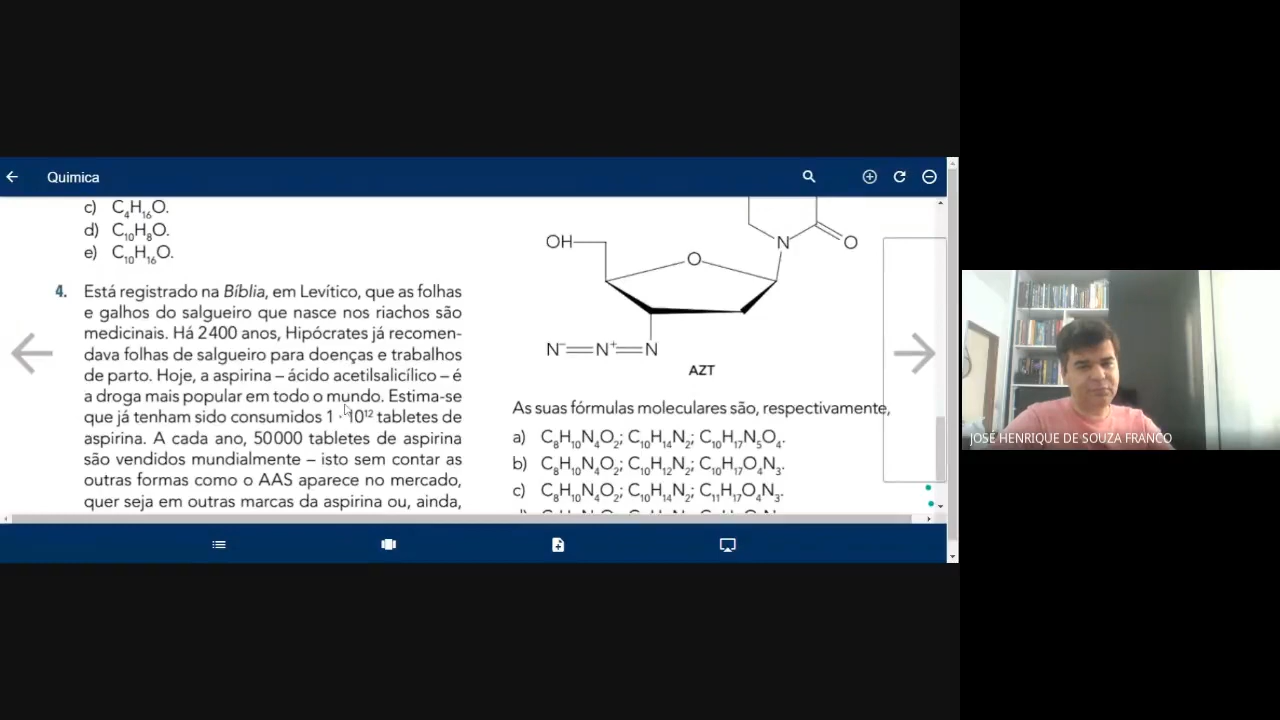 Quimica
c) C₄H₁₆O.
d) C₁₀H₈O.
e) C₁₀H₁₆O.
4. Está registrado na Bíblia, em Levítico, que as folhas
e galhos do salgueiro que nasce nos riachos são
medicinais. Há 2400 anos, Hipócrates já recomen-
dava folhas de salgueiro para doenças e trabalhos
de parto. Hoje, a aspirina – ácido acetilsalicílico – é
a droga mais popular em todo o mundo. Estima-se
que já tenham sido consumidos 1 · 10¹² tabletes de
aspirina. A cada ano, 50000 tabletes de aspirina
são vendidos mundialmente – isto sem contar as
outras formas como o AAS aparece no mercado,
quer seja em outras marcas da aspirina ou, ainda,
OH
O
N
O
N⁻ N⁺ N
AZT
As suas fórmulas moleculares são, respectivamente,
a) C₈H₁₀N₄O₂; C₁₀H₁₄N₂; C₁₀H₁₇N₅O₄.
b) C₈H₁₀N₄O₂; C₁₀H₁₂N₂; C₁₀H₁₇O₄N₃.
c) C₈H₁₀N₄O₂; C₁₀H₁₄N₂; C₁₁H₁₇O₄N₃.
JOSÉ HENRIQUE DE SOUZA FRANCO